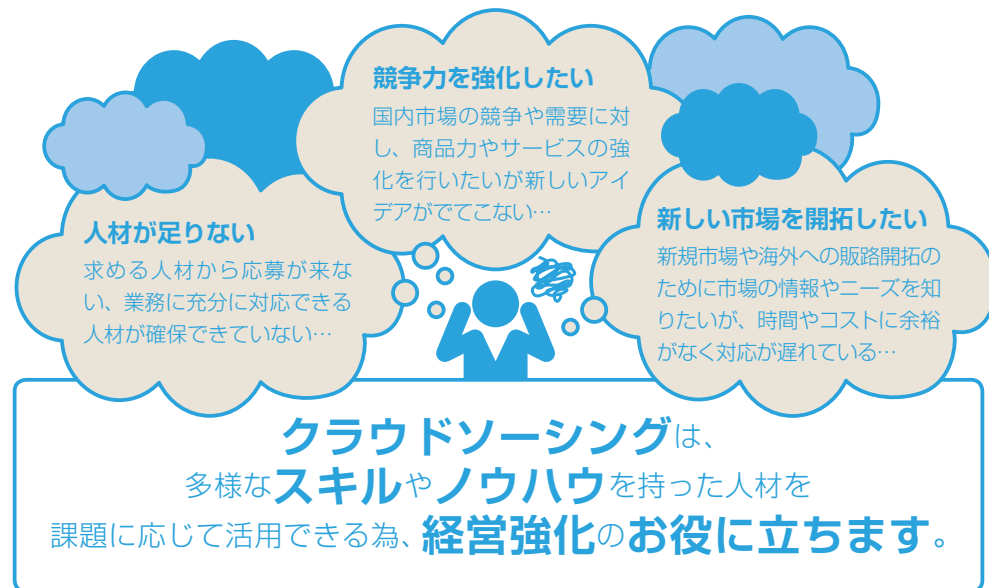 競争力を強化したい
国内市場の競争や需要に対
し、商品力やサービスの強
化を行いたいが新しいアイ
デアがでてこない…
人材が足りない
求める人材から応募が来な
い、業務に充分に対応できる
人材が確保できていない…
新しい市場を開拓したい
新規市場や海外への販路開拓の
ために市場の情報やニーズを知
りたいが、時間やコストに余裕
がなく対応が遅れている…
クラウドソーシングは、
多様なスキルやノウハウを持った人材を
課題に応じて活用できる為、経営強化のお役に立ちます。